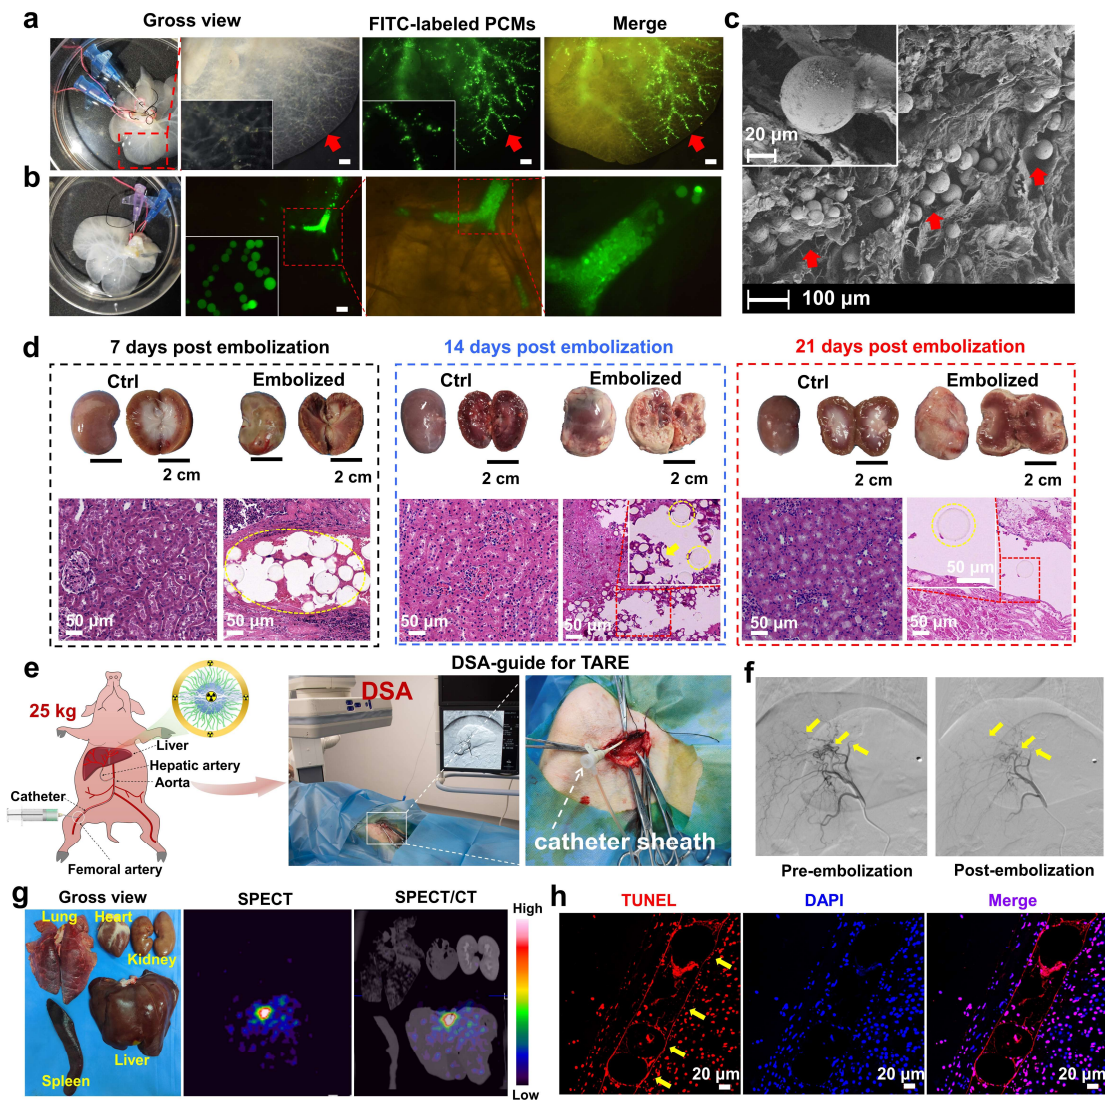 a
Gross view
FITC-labeled PCMs
Merge
b
c
20 μm
100 μm
d
7 days post embolization
Ctrl
Embolized
2 cm
2 cm
50 μm
50 μm
14 days post embolization
Ctrl
Embolized
2 cm
2 cm
50 μm
50 μm
21 days post embolization
Ctrl
Embolized
2 cm
2 cm
50 μm
50 μm
50 μm
e
DSA-guide for TARE
25 kg
Liver
Hepatic artery
Aorta
Catheter
Femoral artery
DSA
catheter sheath
f
Pre-embolization
Post-embolization
g
Gross view
SPECT
SPECT/CT
Lung
Heart
Kidney
Liver
Spleen
High
Low
h
TUNEL
DAPI
Merge
20 μm
20 μm
20 μm